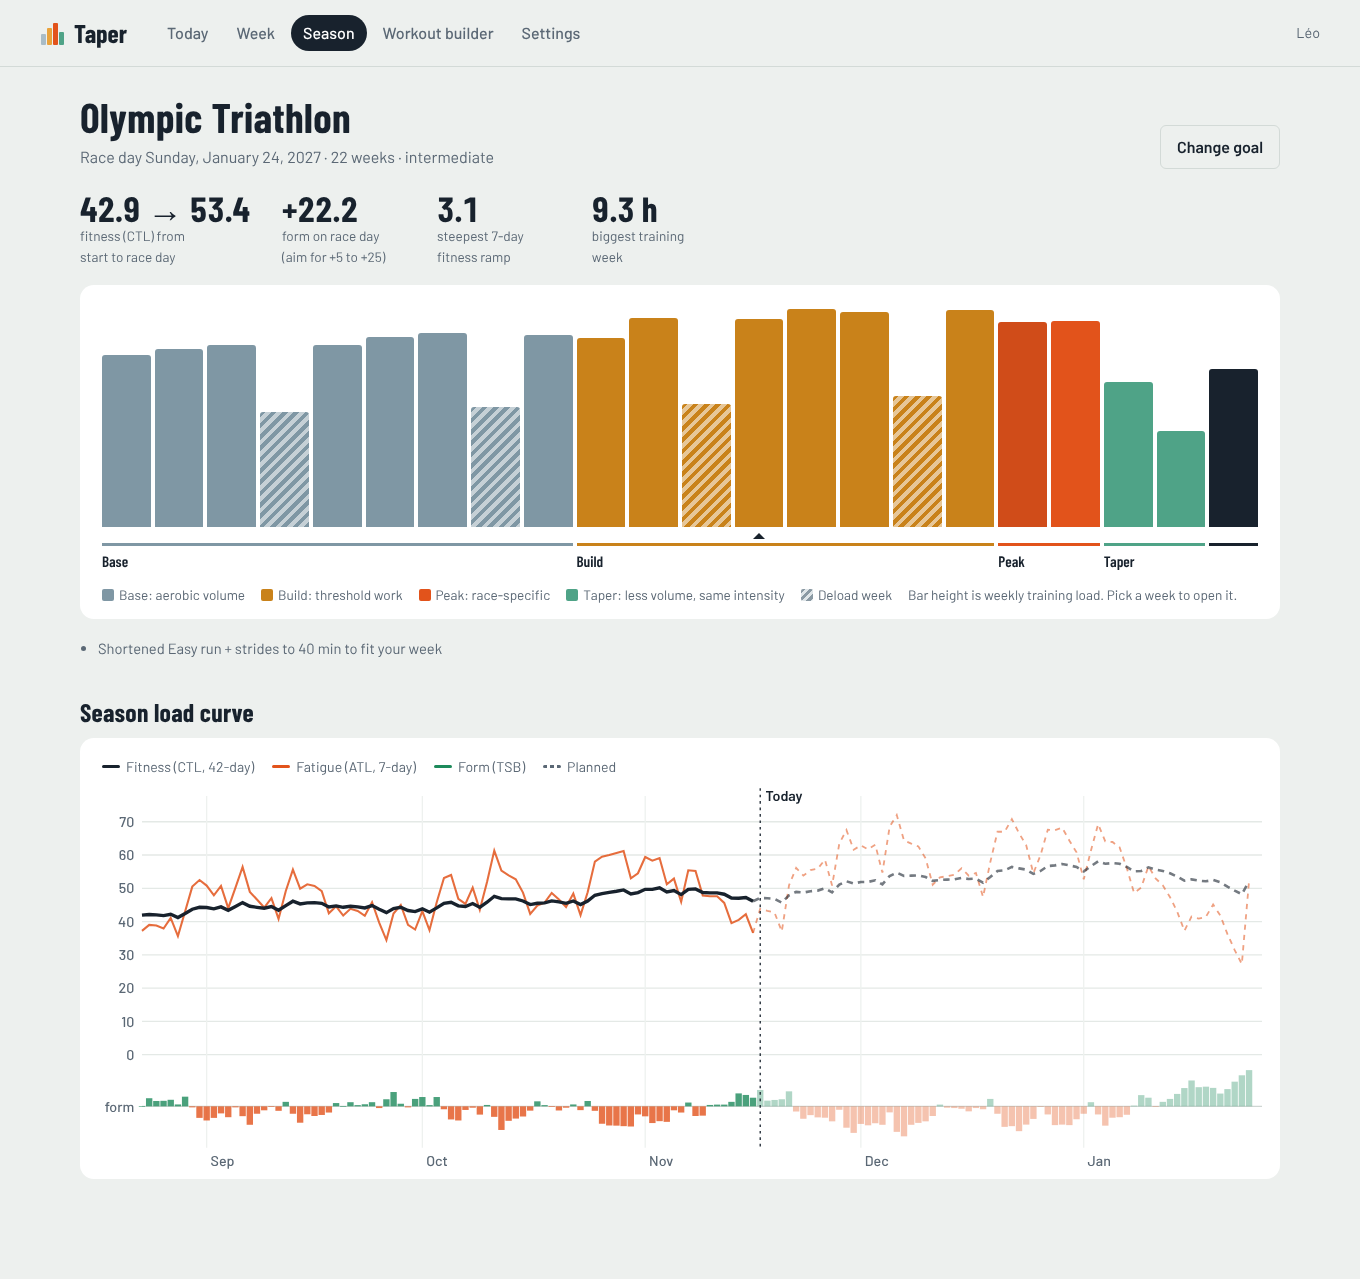 Taper
Today
Week
Season
Workout builder
Settings
Léo
Olympic Triathlon
Race day Sunday, January 24, 2027 · 22 weeks · intermediate
Change goal
42.9 → 53.4
fitness (CTL) from
start to race day
+22.2
form on race day
(aim for +5 to +25)
3.1
steepest 7-day
fitness ramp
9.3 h
biggest training
week
Base
Build
Peak
Taper
Base: aerobic volume
Build: threshold work
Peak: race-specific
Taper: less volume, same intensity
Deload week
Bar height is weekly training load. Pick a week to open it.
• Shortened Easy run + strides to 40 min to fit your week
Season load curve
Fitness (CTL, 42-day)
Fatigue (ATL, 7-day)
Form (TSB)
Planned
Today
70
60
50
40
30
20
10
0
form
Sep
Oct
Nov
Dec
Jan